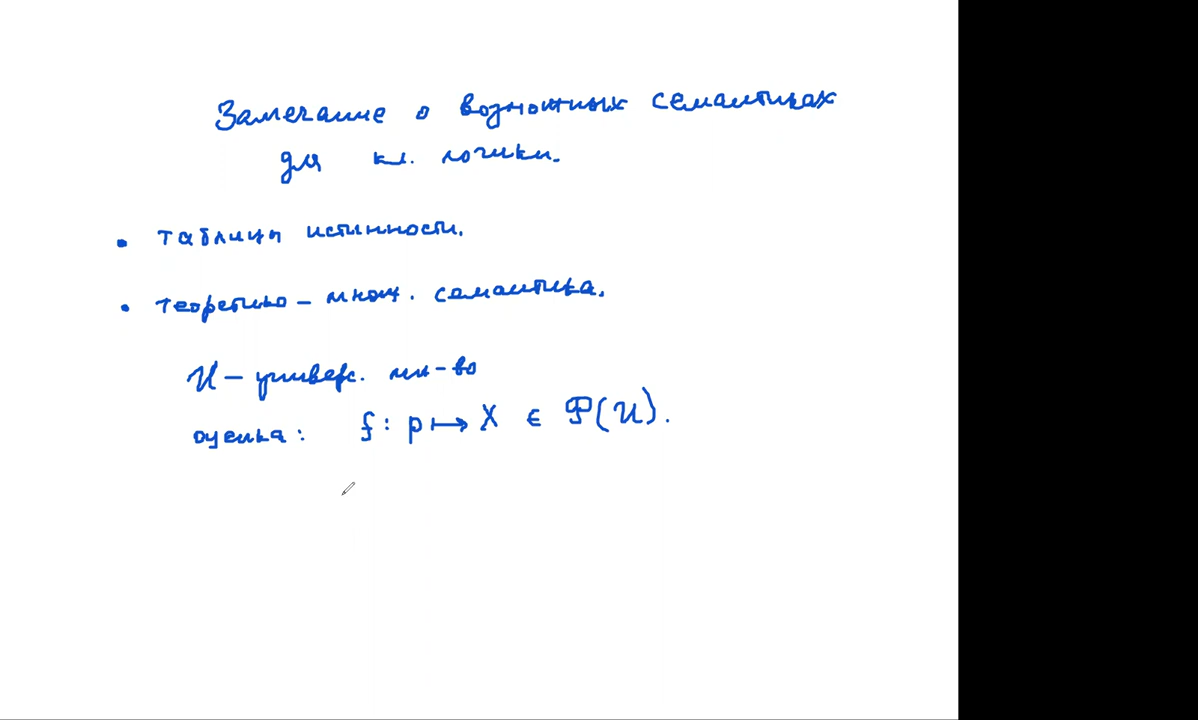 Замечание о возможных семантиках
для кл. логики.
• таблицы истинности.
• теоретико – множ. семантика.
U – универс. мн-во
оценка: f : p ↦ X ∈ 𝒫(U).